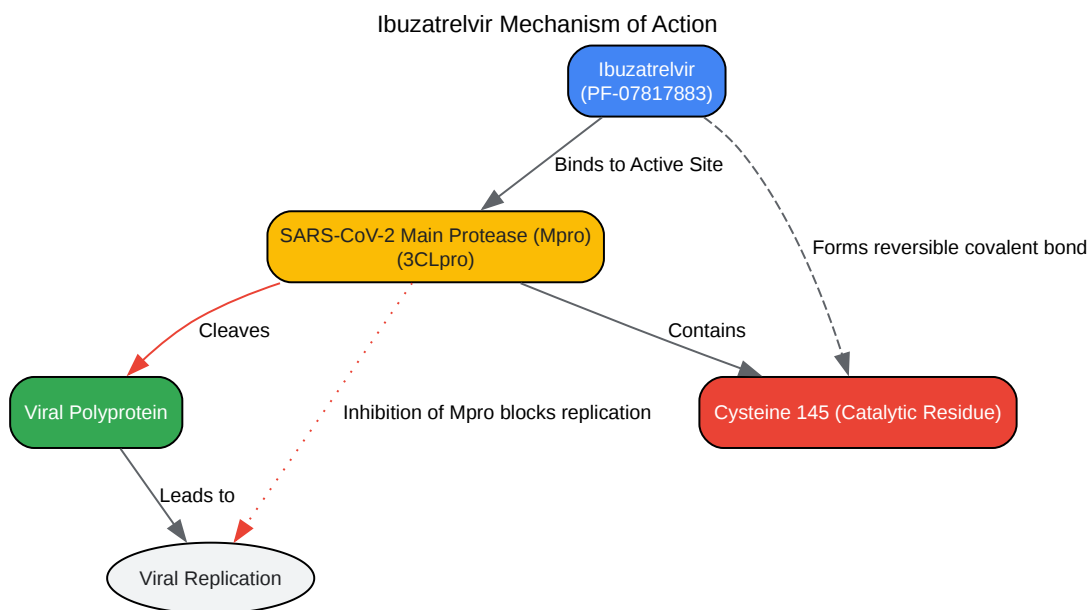 Ibuzatrelvir Mechanism of Action
Ibuzatrelvir
(PF-07817883)
Binds to Active Site
SARS-CoV-2 Main Protease (Mpro)
(3CLpro)
Forms reversible covalent bond
Cleaves
Contains
Viral Polyprotein
Inhibition of Mpro blocks replication
Cysteine 145 (Catalytic Residue)
Leads to
Viral Replication